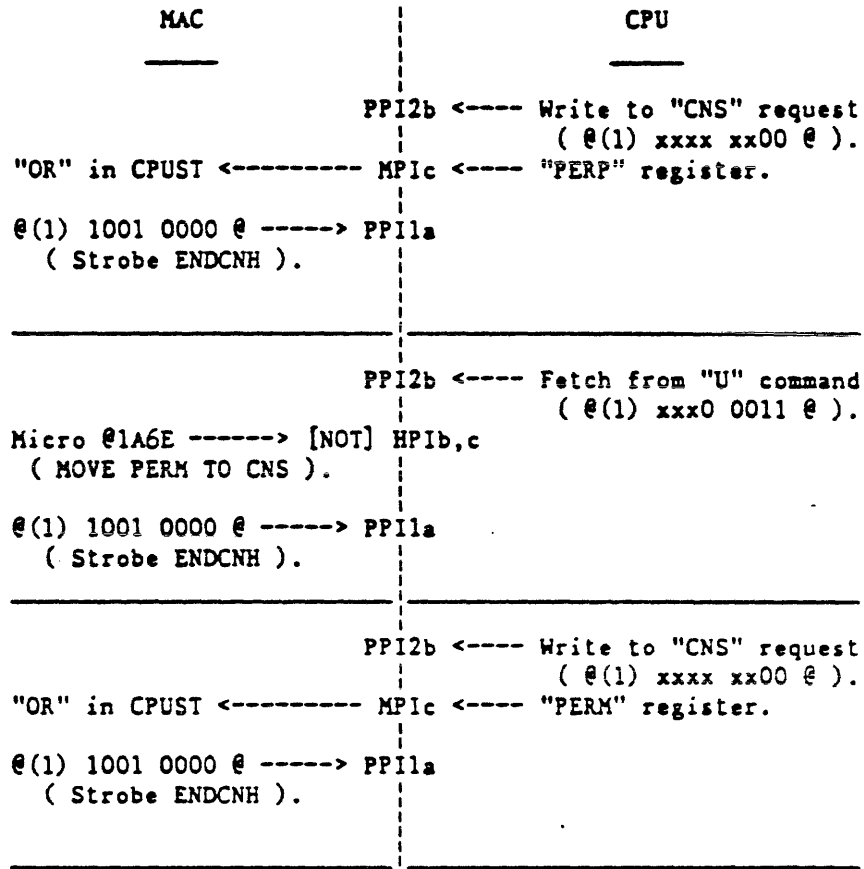 MAC CPU
PPI2b <---- Write to "CNS" request
( @(1) xxxx xx00 @ ).
"OR" in CPUST <--------- MPIc <---- "PERP" register.
@(1) 1001 0000 @ -----> PPI1a
( Strobe ENDCNH ).
PPI2b <---- Fetch from "U" command
( @(1) xxx0 0011 @ ).
Micro @1A6E ------> [NOT] MPIb,c
( MOVE PERM TO CNS ).
@(1) 1001 0000 @ -----> PPI1a
( Strobe ENDCNH ).
PPI2b <---- Write to "CNS" request
( @(1) xxxx xx00 @ ).
"OR" in CPUST <--------- MPIc <---- "PERM" register.
@(1) 1001 0000 @ -----> PPI1a
( Strobe ENDCNH ).